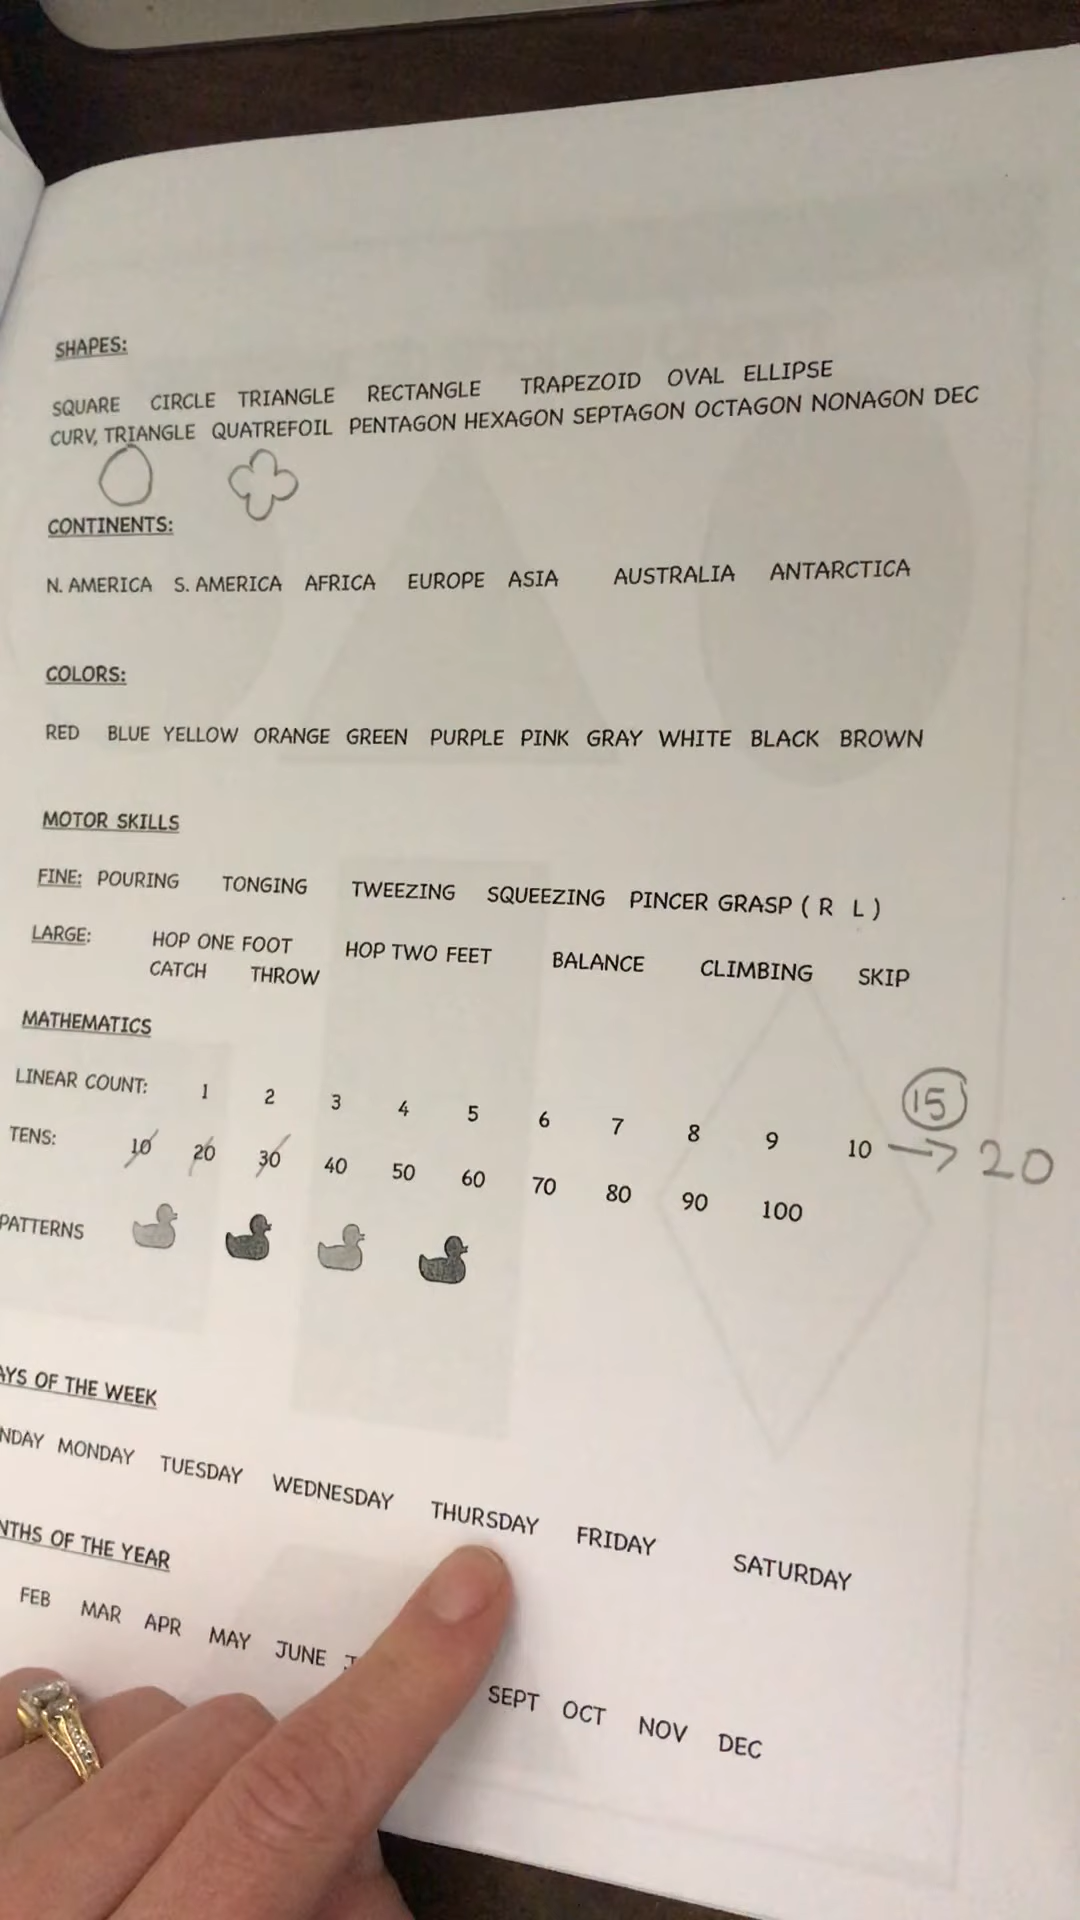 SHAPES:
SQUARE CIRCLE TRIANGLE RECTANGLE TRAPEZOID OVAL ELLIPSE
CURV, TRIANGLE QUATREFOIL PENTAGON HEXAGON SEPTAGON OCTAGON NONAGON DEC
CONTINENTS:
N. AMERICA S. AMERICA AFRICA EUROPE ASIA AUSTRALIA ANTARCTICA
COLORS:
RED BLUE YELLOW ORANGE GREEN PURPLE PINK GRAY WHITE BLACK BROWN
MOTOR SKILLS
FINE: POURING TONGING TWEEZING SQUEEZING PINCER GRASP ( R L )
LARGE: HOP ONE FOOT HOP TWO FEET BALANCE CLIMBING SKIP
CATCH THROW
MATHEMATICS
15
LINEAR COUNT: 1 2 3 4 5 6 7 8 9 10 → 20
TENS: 10 20 30 40 50 60 70 80 90 100
PATTERNS
AYS OF THE WEEK
NDAY MONDAY TUESDAY WEDNESDAY THURSDAY FRIDAY SATURDAY
NTHS OF THE YEAR
FEB MAR APR MAY JUNE SEPT OCT NOV DEC